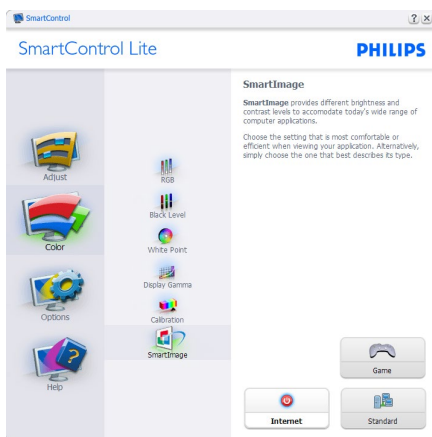 SmartControl
SmartControl Lite
PHILIPS
Adjust
Color
Options
Help
RGB
Black Level
White Point
Display Gamma
Calibration
SmartImage
SmartImage
SmartImage provides different brightness and
contrast levels to accomodate today's wide range of
computer applications.
Choose the setting that is most comfortable or
efficient when viewing your application. Alternatively,
simply choose the one that best describes its type.
Game
Internet
Standard